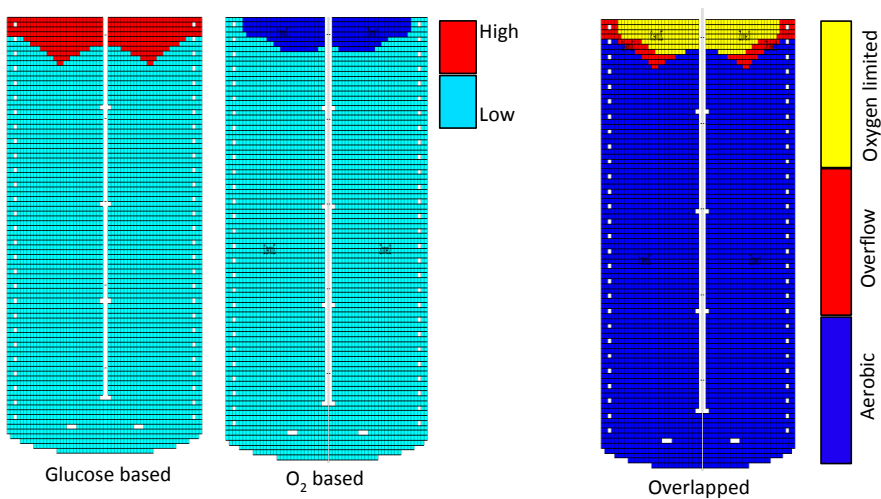 High
Low
Glucose based
O₂ based
Oxygen limited
Overflow
Aerobic
Overlapped